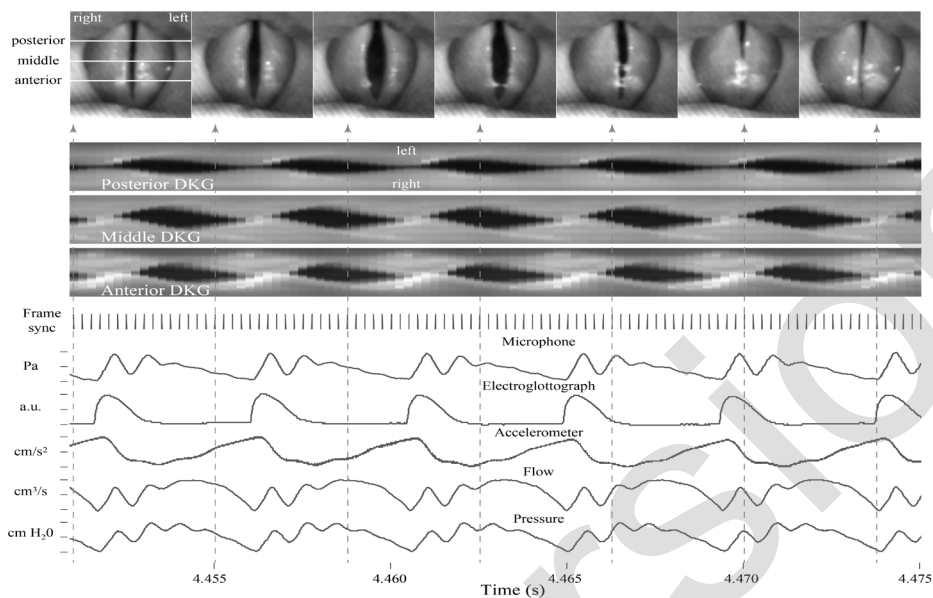 right left
posterior
middle
anterior
left
right
Posterior DKG
Middle DKG
Anterior DKG
Frame
sync
Microphone
Pa
Electroglottograph
a.u.
Accelerometer
cm/s²
Flow
cm³/s
Pressure
cm H₂0
4.455 4.460 4.465 4.470 4.475
Time (s)